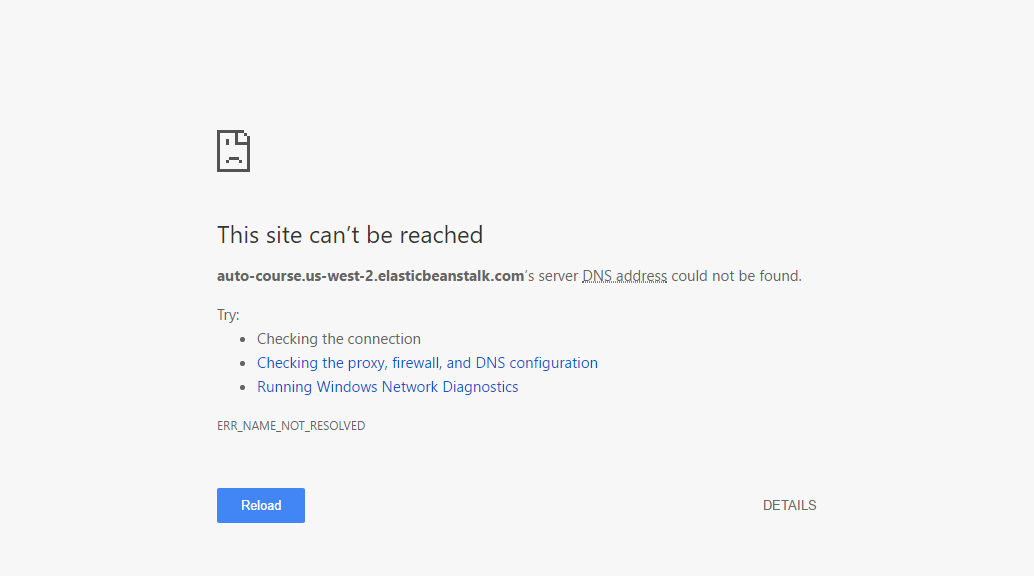 This site can’t be reached
auto-course.us-west-2.elasticbeanstalk.com’s server DNS address could not be found.
Try:
• Checking the connection
• Checking the proxy, firewall, and DNS configuration
• Running Windows Network Diagnostics
ERR_NAME_NOT_RESOLVED
Reload
DETAILS